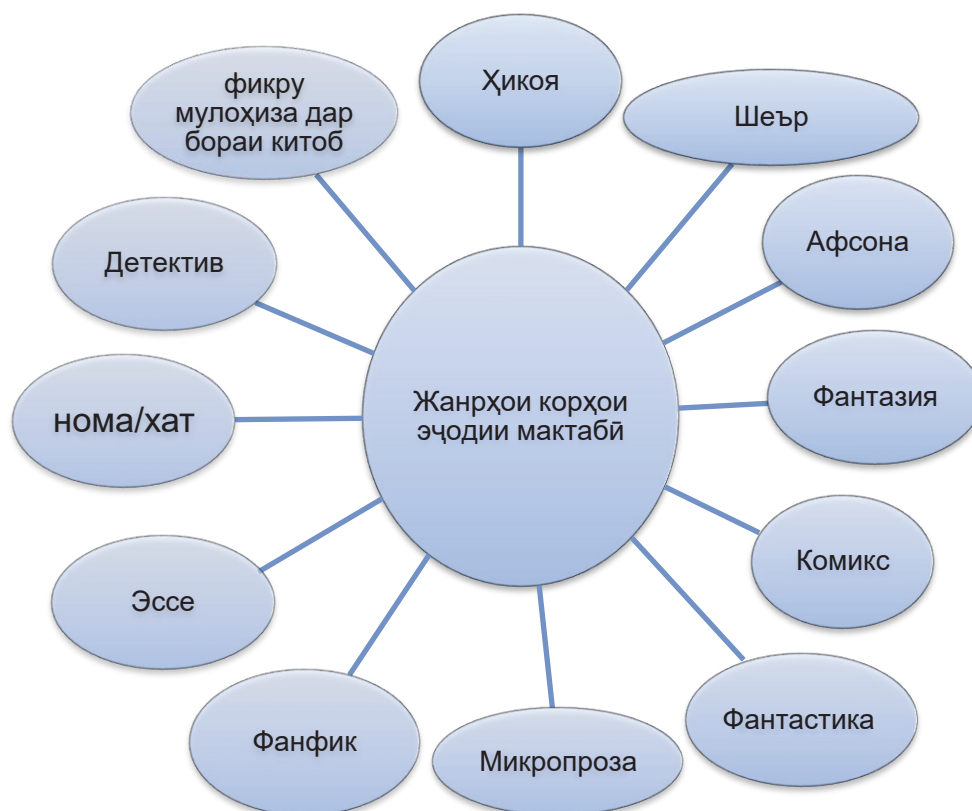 Ҳикоя
Шеър
Афсона
Фантазия
Комикс
Фантастика
Микропроза
Фанфик
Эссе
нома/хат
Детектив
фикру
мулоҳиза дар
бораи китоб
Жанрҳои корҳои
эҷодии мактабӣ